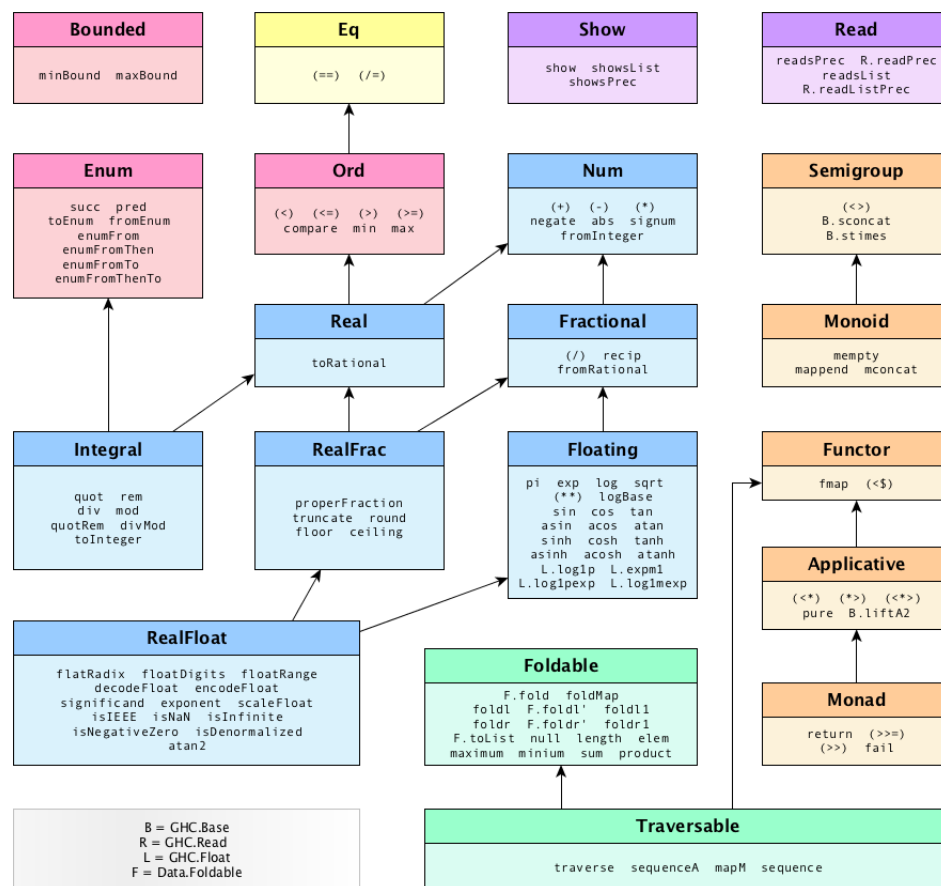 Bounded
minBound maxBound
Eq
(==) (/=)
Show
show showsList
showsPrec
Read
readsPrec R.readPrec
readsList
R.readListPrec
Enum
succ pred
toEnum fromEnum
enumFrom
enumFromThen
enumFromTo
enumFromThenTo
Ord
(<) (<=) (>) (>=)
compare min max
Num
(+) (-) (*)
negate abs signum
fromInteger
Semigroup
(<>)
B.sconcat
B.stimes
Real
toRational
Fractional
(/) recip
fromRational
Monoid
mempty
mappend mconcat
Integral
quot rem
div mod
quotRem divMod
toInteger
RealFrac
properFraction
truncate round
floor ceiling
Floating
pi exp log sqrt
(**) logBase
sin cos tan
asin acos atan
sinh cosh tanh
asinh acosh atanh
L.log1p L.expm1
L.log1pexp L.log1mexp
Functor
fmap (<$)
Applicative
(<*) (*>) (<*>)
pure B.liftA2
RealFloat
flatRadix floatDigits floatRange
decodeFloat encodeFloat
significand exponent scaleFloat
isIEEE isNaN isInfinite
isNegativeZero isDenormalized
atan2
Foldable
F.fold foldMap
foldl F.foldl' foldl1
foldr F.foldr' foldr1
F.toList null length elem
maximum minium sum product
Monad
return (>>=)
(>>) fail
B = GHC.Base
R = GHC.Read
L = GHC.Float
F = Data.Foldable
Traversable
traverse sequenceA mapM sequence